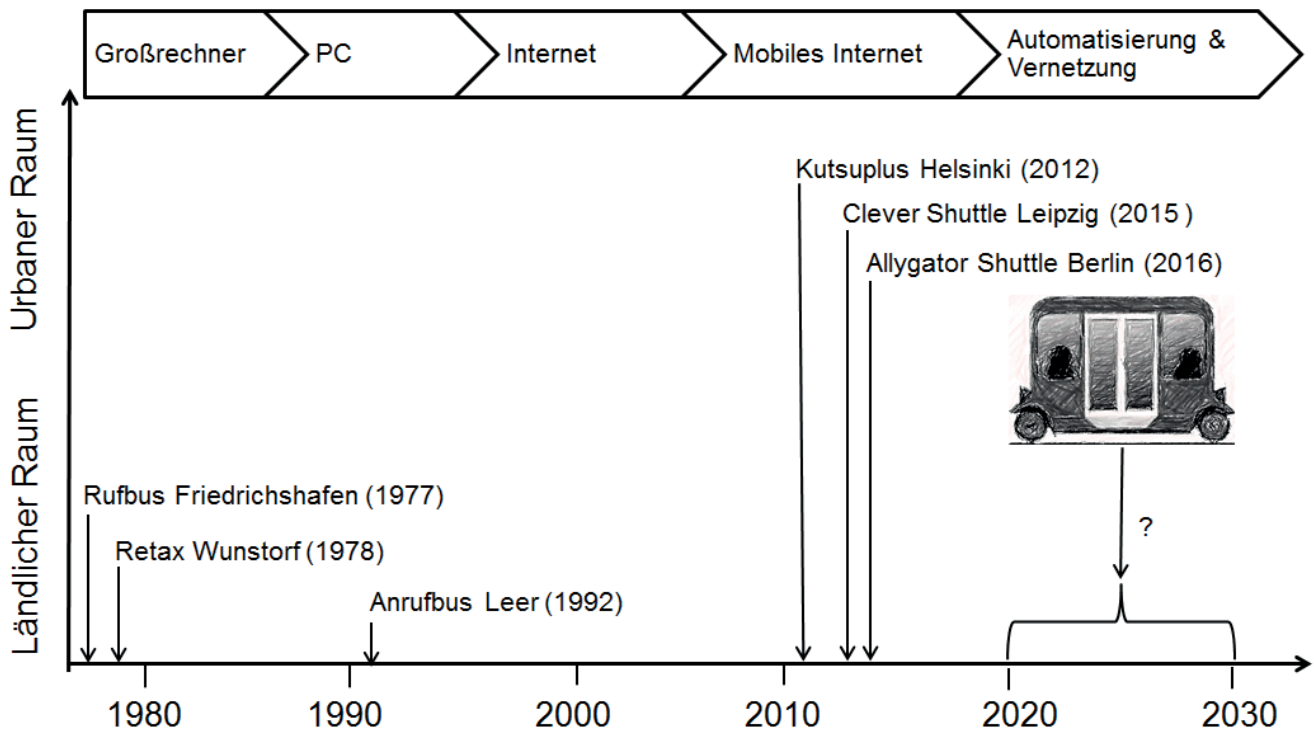 Großrechner
PC
Internet
Mobiles Internet
Automatisierung &
Vernetzung
Urbaner Raum
Ländlicher Raum
Kutsuplus Helsinki (2012)
Clever Shuttle Leipzig (2015 )
Allygator Shuttle Berlin (2016)
Rufbus Friedrichshafen (1977)
Retax Wunstorf (1978)
Anrufbus Leer (1992)
?
1980
1990
2000
2010
2020
2030